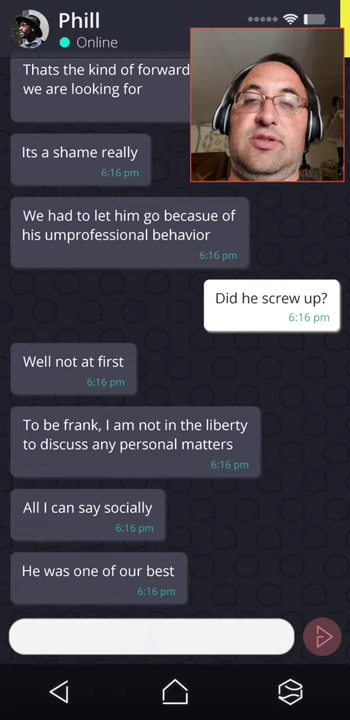 Phill
Online
Thats the kind of forward
we are looking for
Its a shame really
6:16 pm
We had to let him go becasue of
his umprofessional behavior
6:16 pm
Did he screw up?
6:16 pm
Well not at first
6:16 pm
To be frank, I am not in the liberty
to discuss any personal matters
6:16 pm
All I can say socially
6:16 pm
He was one of our best
6:16 pm